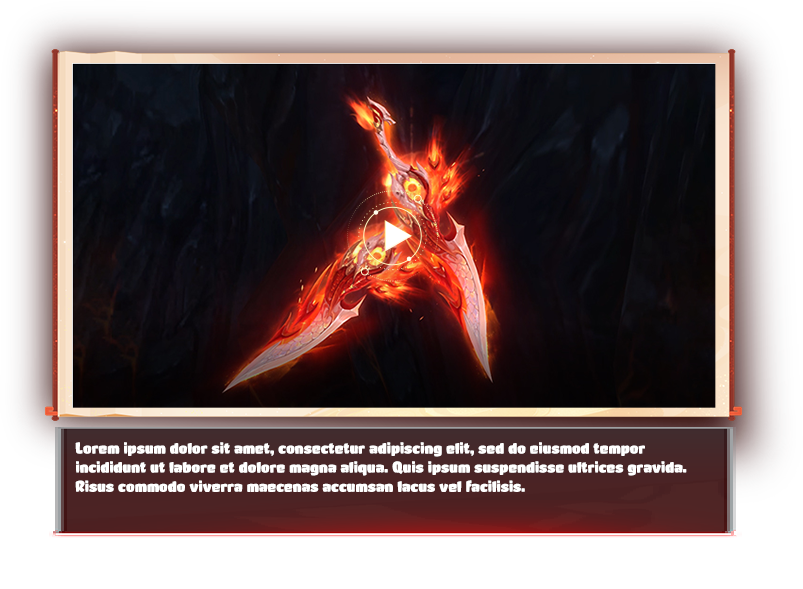 Lorem ipsum dolor sit amet, consectetur adipiscing elit, sed do eiusmod tempor
incididunt ut labore et dolore magna aliqua. Quis ipsum suspendisse ultrices gravida.
Risus commodo viverra maecenas accumsan lacus vel facilisis.